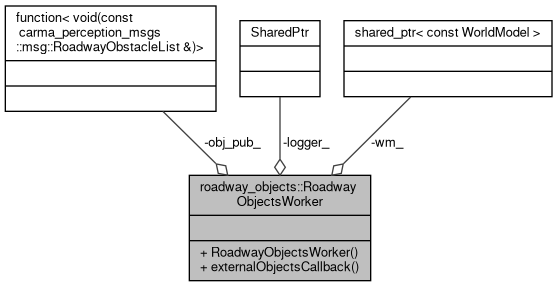 function< void(const
carma_perception_msgs
::msg::RoadwayObstacleList &)>
SharedPtr
shared_ptr< const WorldModel >
-obj_pub_
-logger_
-wm_
roadway_objects::Roadway
ObjectsWorker
+ RoadwayObjectsWorker()
+ externalObjectsCallback()